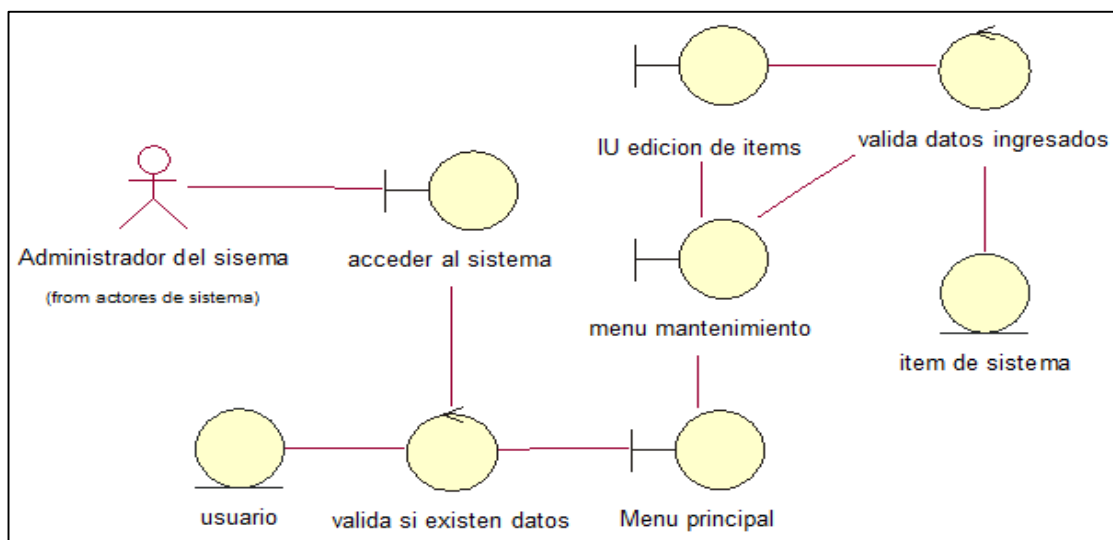 IU edicion de items
valida datos ingresados
Administrador del sisema
(from actores de sistema)
acceder al sistema
menu mantenimiento
item de sistema
usuario
valida si existen datos
Menu principal